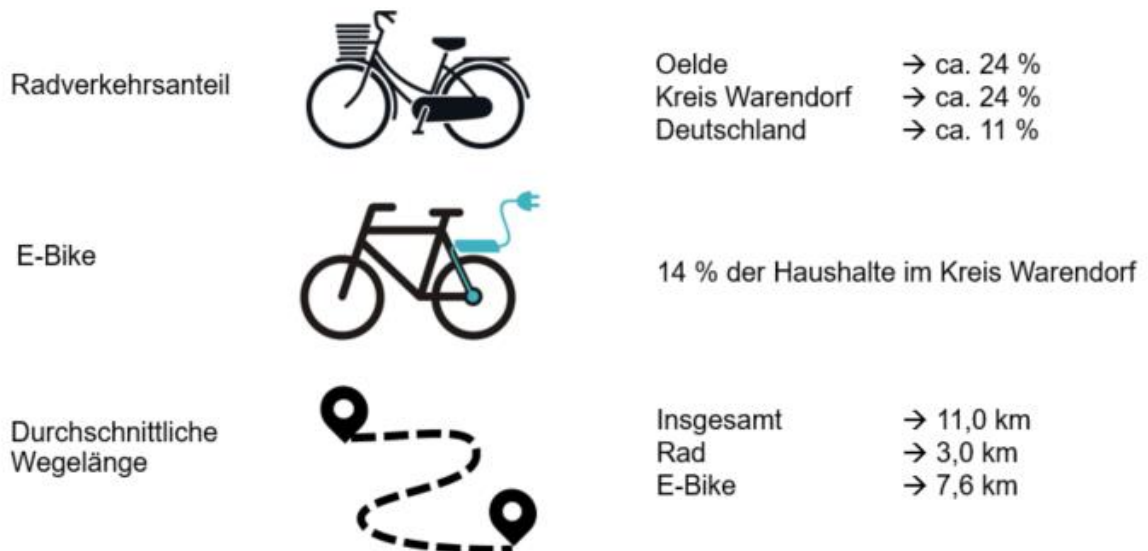 Radverkehrsanteil
Oelde → ca. 24 %
Kreis Warendorf → ca. 24 %
Deutschland → ca. 11 %
E-Bike
14 % der Haushalte im Kreis Warendorf
Durchschnittliche
Wegelänge
Insgesamt → 11,0 km
Rad → 3,0 km
E-Bike → 7,6 km